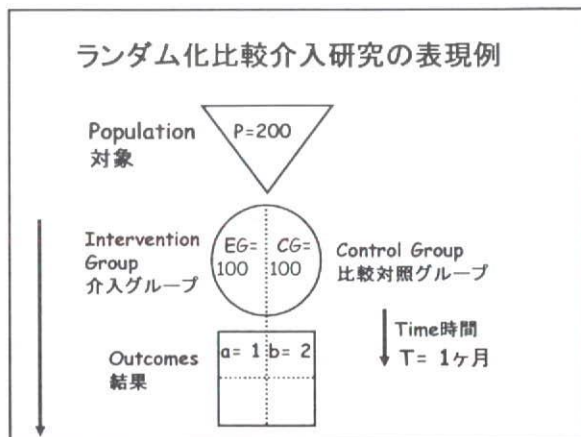 ランダム化比較介入研究の表現例
Population
対象
P=200
Intervention
Group
介入グループ
EG=
100
CG=
100
Control Group
比較対照グループ
Time時間
T= 1ヶ月
Outcomes
結果
a= 1
b= 2